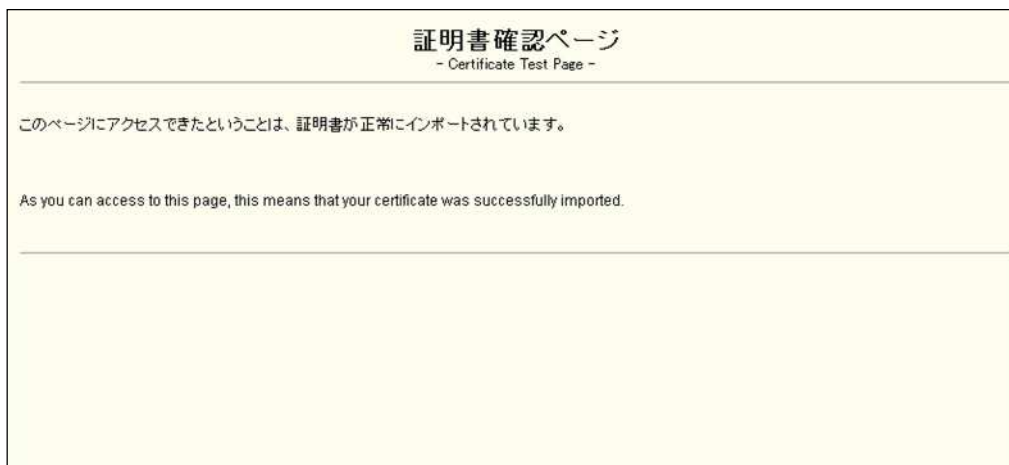 証明書確認ページ
- Certificate Test Page -
このページにアクセスできたということは、証明書が正常にインポートされています。
As you can access to this page, this means that your certificate was successfully imported.